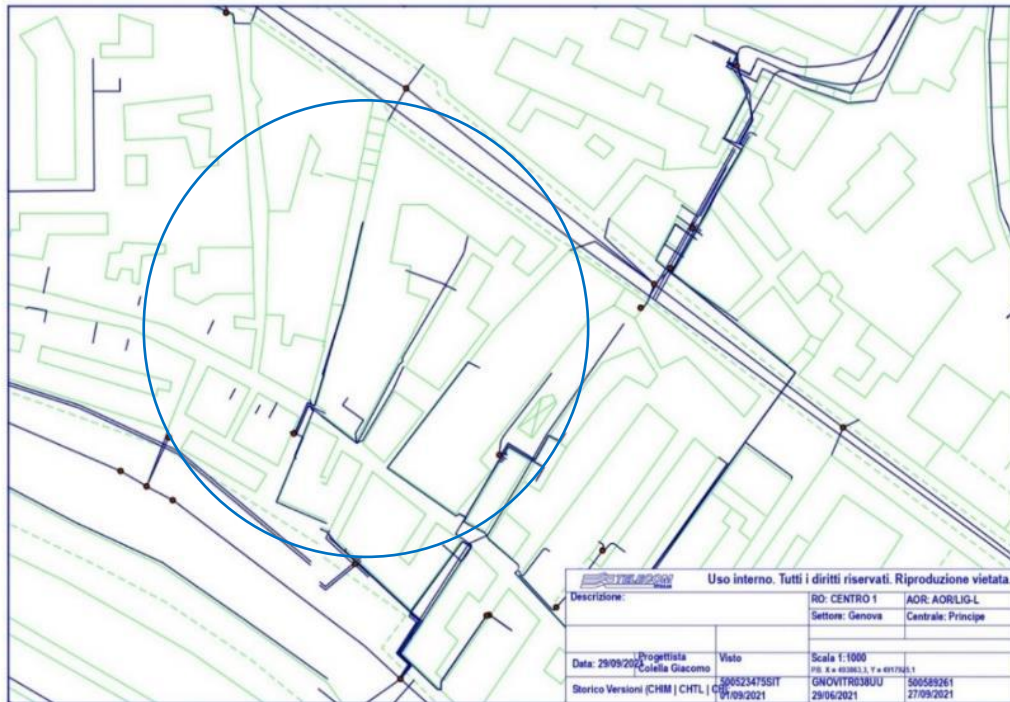 TELECOM
ITALIA
Uso interno. Tutti i diritti riservati. Riproduzione vietata.
Descrizione:
RO: CENTRO 1
AOR: AOR/LIG-L
Settore: Genova
Centrale: Principe
Data: 29/09/2021
Progettista
Colella Giacomo
Visto
Scala 1:1000
Storico Versioni (CHIM | CHTL |
500523475SIT
01/09/2021
GNOVITR038UU
29/06/2021
500589261
27/09/2021